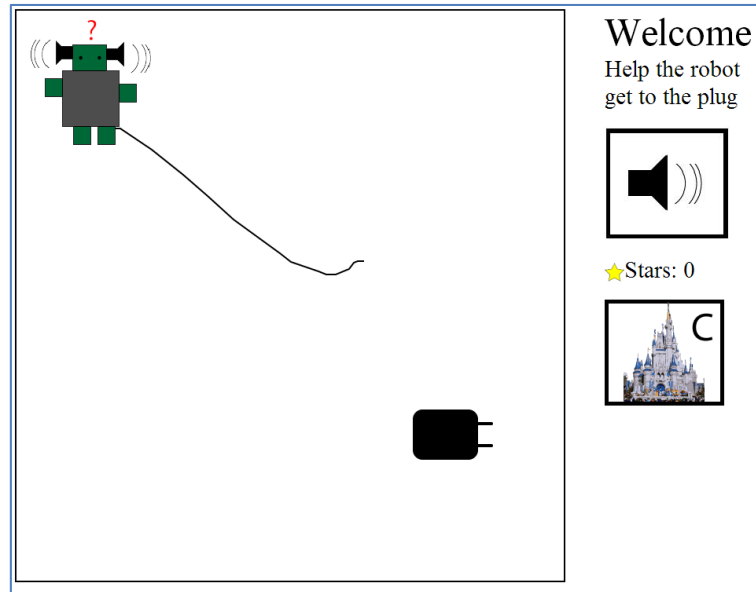 ?
Welcome
Help the robot
get to the plug
Stars: 0
C